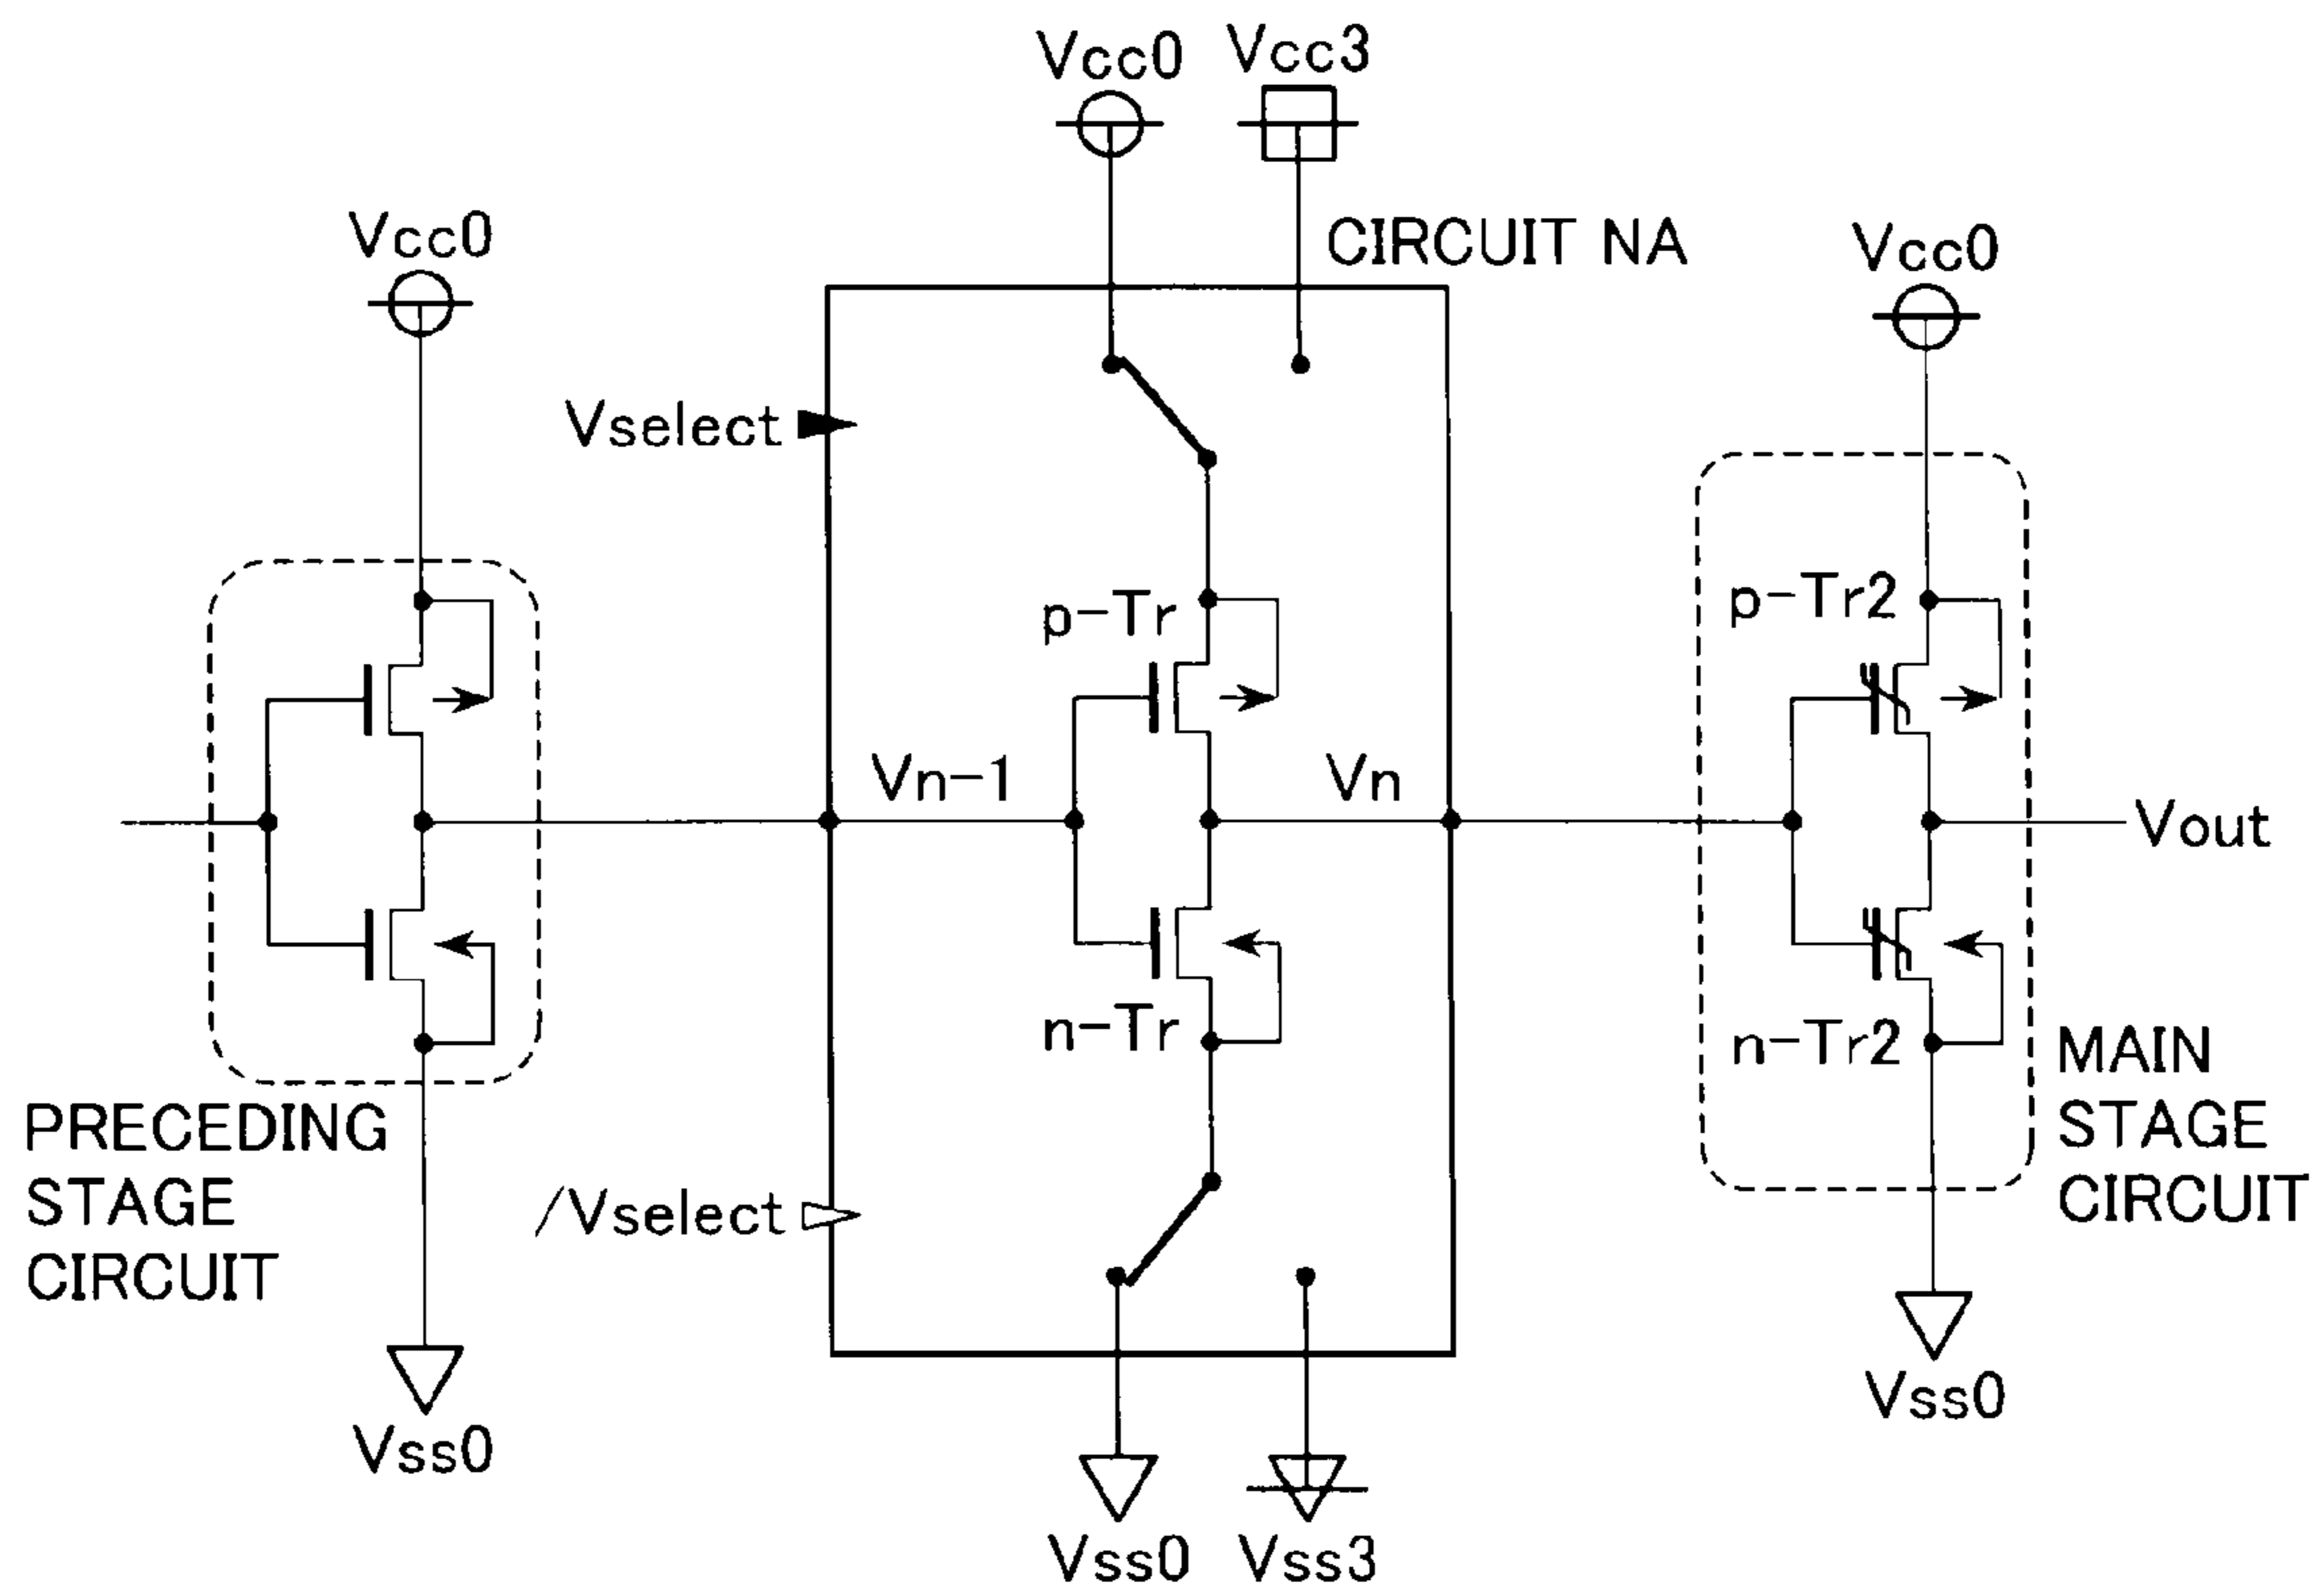 Vcc0 Vcc3
CIRCUIT NA
Vcc0
Vcc0
Vselect
p-Tr
p-Tr2
Vn-1
Vn
Vout
n-Tr
n-Tr2
MAIN
STAGE
CIRCUIT
PRECEDING
STAGE
CIRCUIT
/Vselect
Vss0
Vss0
Vss0 Vss3